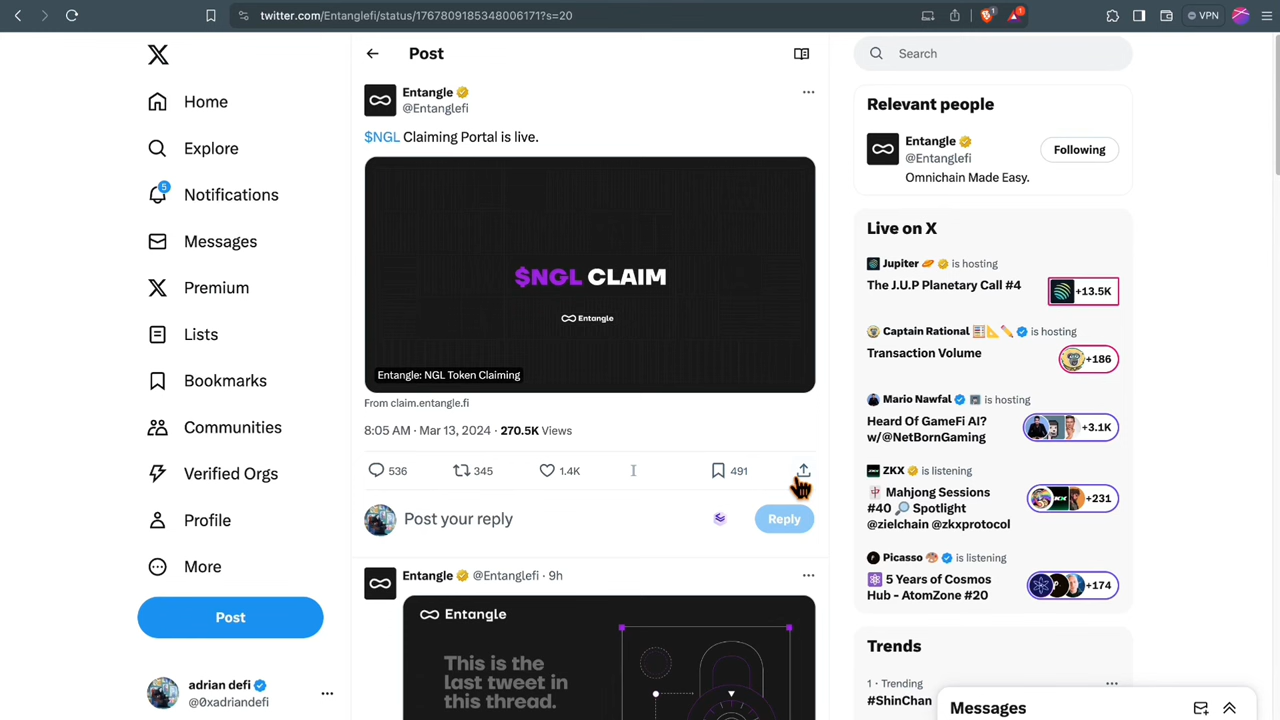 twitter.com/Entanglefi/status/1767809185348006171?s=20
1
1
VPN
Home
Explore
5
Notifications
Messages
Premium
Lists
Bookmarks
Communities
Verified Orgs
Profile
More
Post
adrian defi
@0xadriandefi
Post
Entangle
@Entanglefi
$NGL Claiming Portal is live.
$NGL CLAIM
Entangle
Entangle: NGL Token Claiming
From claim.entangle.fi
8:05 AM · Mar 13, 2024 · 270.5K Views
536
345
1.4K
491
Post your reply
Reply
Entangle @Entanglefi · 9h
Entangle
This is the
last tweet in
this thread.
Search
Relevant people
Entangle
@Entanglefi
Following
Omnichain Made Easy.
Live on X
Jupiter is hosting
The J.U.P Planetary Call #4
+13.5K
Captain Rational is hosting
Transaction Volume
+186
Mario Nawfal is hosting
Heard Of GameFi AI?
w/@NetBornGaming
+3.1K
ZKX is listening
Mahjong Sessions
#40 🔎 Spotlight
@zielchain @zkxprotocol
+231
Picasso is listening
5 Years of Cosmos
Hub - AtomZone #20
+174
Trends
1 · Trending
#ShinChan
Messages